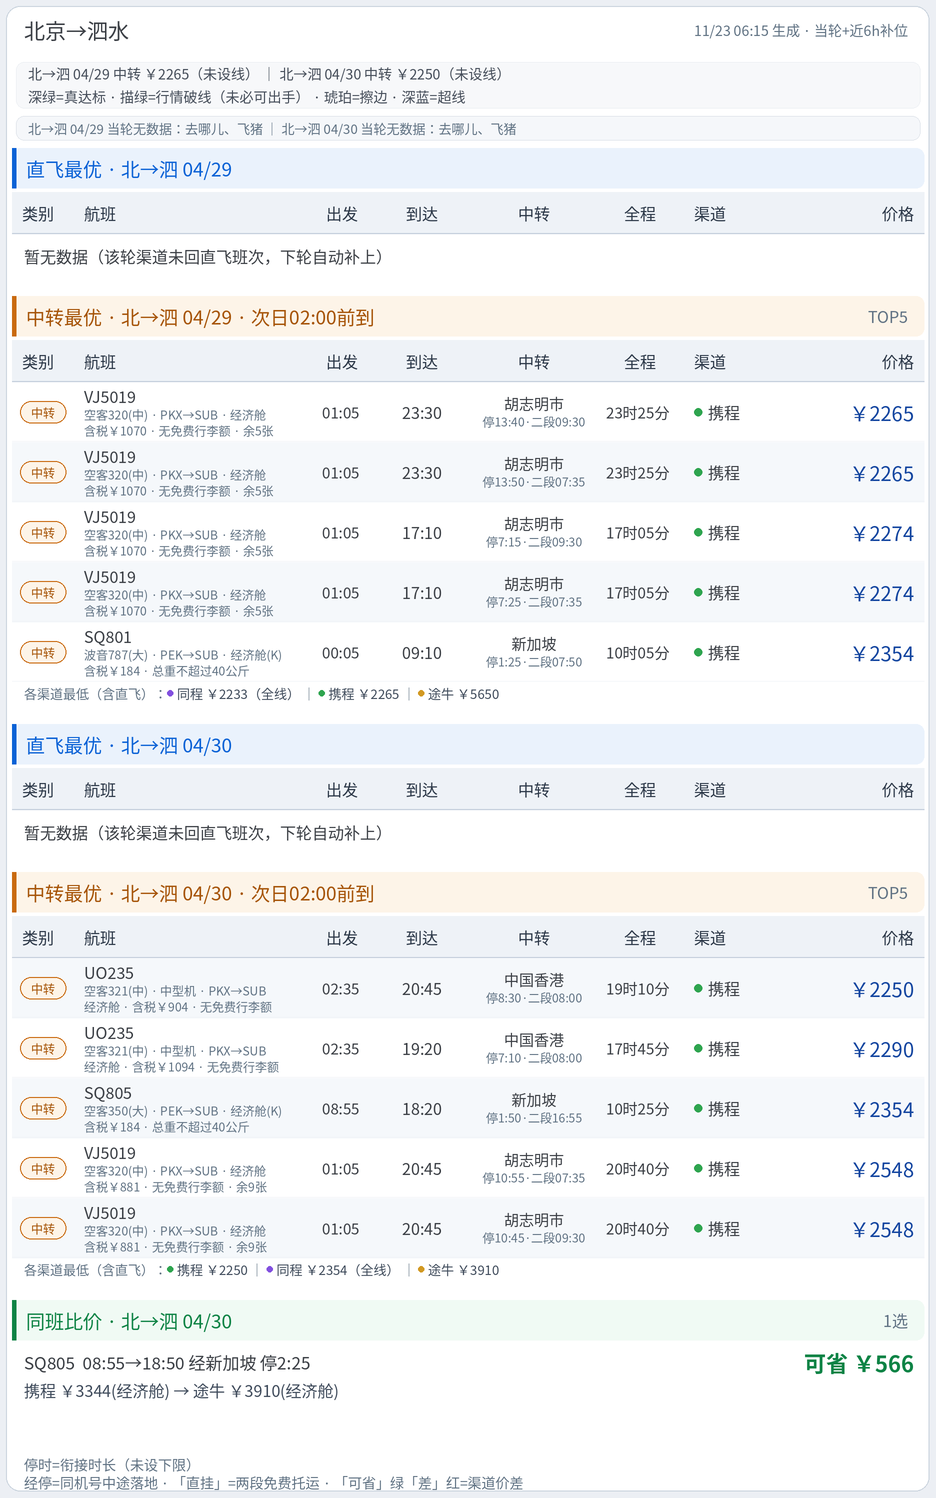 北京→泗水
11/23 06:15 生成 · 当轮+近6h补位
北→泗 04/29 中转 ￥2265（未设线） ｜ 北→泗 04/30 中转 ￥2250（未设线）
深绿=真达标 · 描绿=行情破线（未必可出手） · 琥珀=擦边 · 深蓝=超线
北→泗 04/29 当轮无数据：去哪儿、飞猪 ｜ 北→泗 04/30 当轮无数据：去哪儿、飞猪
直飞最优 · 北→泗 04/29
类别 航班 出发 到达 中转 全程 渠道 价格
暂无数据（该轮渠道未回直飞班次，下轮自动补上）
中转最优 · 北→泗 04/29 · 次日02:00前到 TOP5
类别 航班 出发 到达 中转 全程 渠道 价格
中转 VJ5019 01:05 23:30 胡志明市 23时25分 携程 ￥2265
空客320(中) · PKX→SUB · 经济舱 停13:40·二段09:30
含税￥1070 · 无免费行李额 · 余5张
中转 VJ5019 01:05 23:30 胡志明市 23时25分 携程 ￥2265
空客320(中) · PKX→SUB · 经济舱 停13:50·二段07:35
含税￥1070 · 无免费行李额 · 余5张
中转 VJ5019 01:05 17:10 胡志明市 17时05分 携程 ￥2274
空客320(中) · PKX→SUB · 经济舱 停7:15·二段09:30
含税￥1070 · 无免费行李额 · 余5张
中转 VJ5019 01:05 17:10 胡志明市 17时05分 携程 ￥2274
空客320(中) · PKX→SUB · 经济舱 停7:25·二段07:35
含税￥1070 · 无免费行李额 · 余5张
中转 SQ801 00:05 09:10 新加坡 10时05分 携程 ￥2354
波音787(大) · PEK→SUB · 经济舱(K) 停1:25·二段07:50
含税￥184 · 总重不超过40公斤
各渠道最低（含直飞）： 同程 ￥2233（全线） ｜ 携程 ￥2265 ｜ 途牛 ￥5650
直飞最优 · 北→泗 04/30
类别 航班 出发 到达 中转 全程 渠道 价格
暂无数据（该轮渠道未回直飞班次，下轮自动补上）
中转最优 · 北→泗 04/30 · 次日02:00前到 TOP5
类别 航班 出发 到达 中转 全程 渠道 价格
中转 UO235 02:35 20:45 中国香港 19时10分 携程 ￥2250
空客321(中) · 中型机 · PKX→SUB 停8:30·二段08:00
经济舱 · 含税￥904 · 无免费行李额
中转 UO235 02:35 19:20 中国香港 17时45分 携程 ￥2290
空客321(中) · 中型机 · PKX→SUB 停7:10·二段08:00
经济舱 · 含税￥1094 · 无免费行李额
中转 SQ805 08:55 18:20 新加坡 10时25分 携程 ￥2354
空客350(大) · PEK→SUB · 经济舱(K) 停1:50·二段16:55
含税￥184 · 总重不超过40公斤
中转 VJ5019 01:05 20:45 胡志明市 20时40分 携程 ￥2548
空客320(中) · PKX→SUB · 经济舱 停10:55·二段07:35
含税￥881 · 无免费行李额 · 余9张
中转 VJ5019 01:05 20:45 胡志明市 20时40分 携程 ￥2548
空客320(中) · PKX→SUB · 经济舱 停10:45·二段09:30
含税￥881 · 无免费行李额 · 余9张
各渠道最低（含直飞）： 携程 ￥2250 ｜ 同程 ￥2354（全线） ｜ 途牛 ￥3910
同班比价 · 北→泗 04/30 1选
SQ805 08:55→18:50 经新加坡 停2:25 可省 ￥566
携程 ￥3344(经济舱) → 途牛 ￥3910(经济舱)
停时=衔接时长（未设下限）
经停=同机号中途落地 · 「直挂」=两段免费托运 · 「可省」绿「差」红=渠道价差